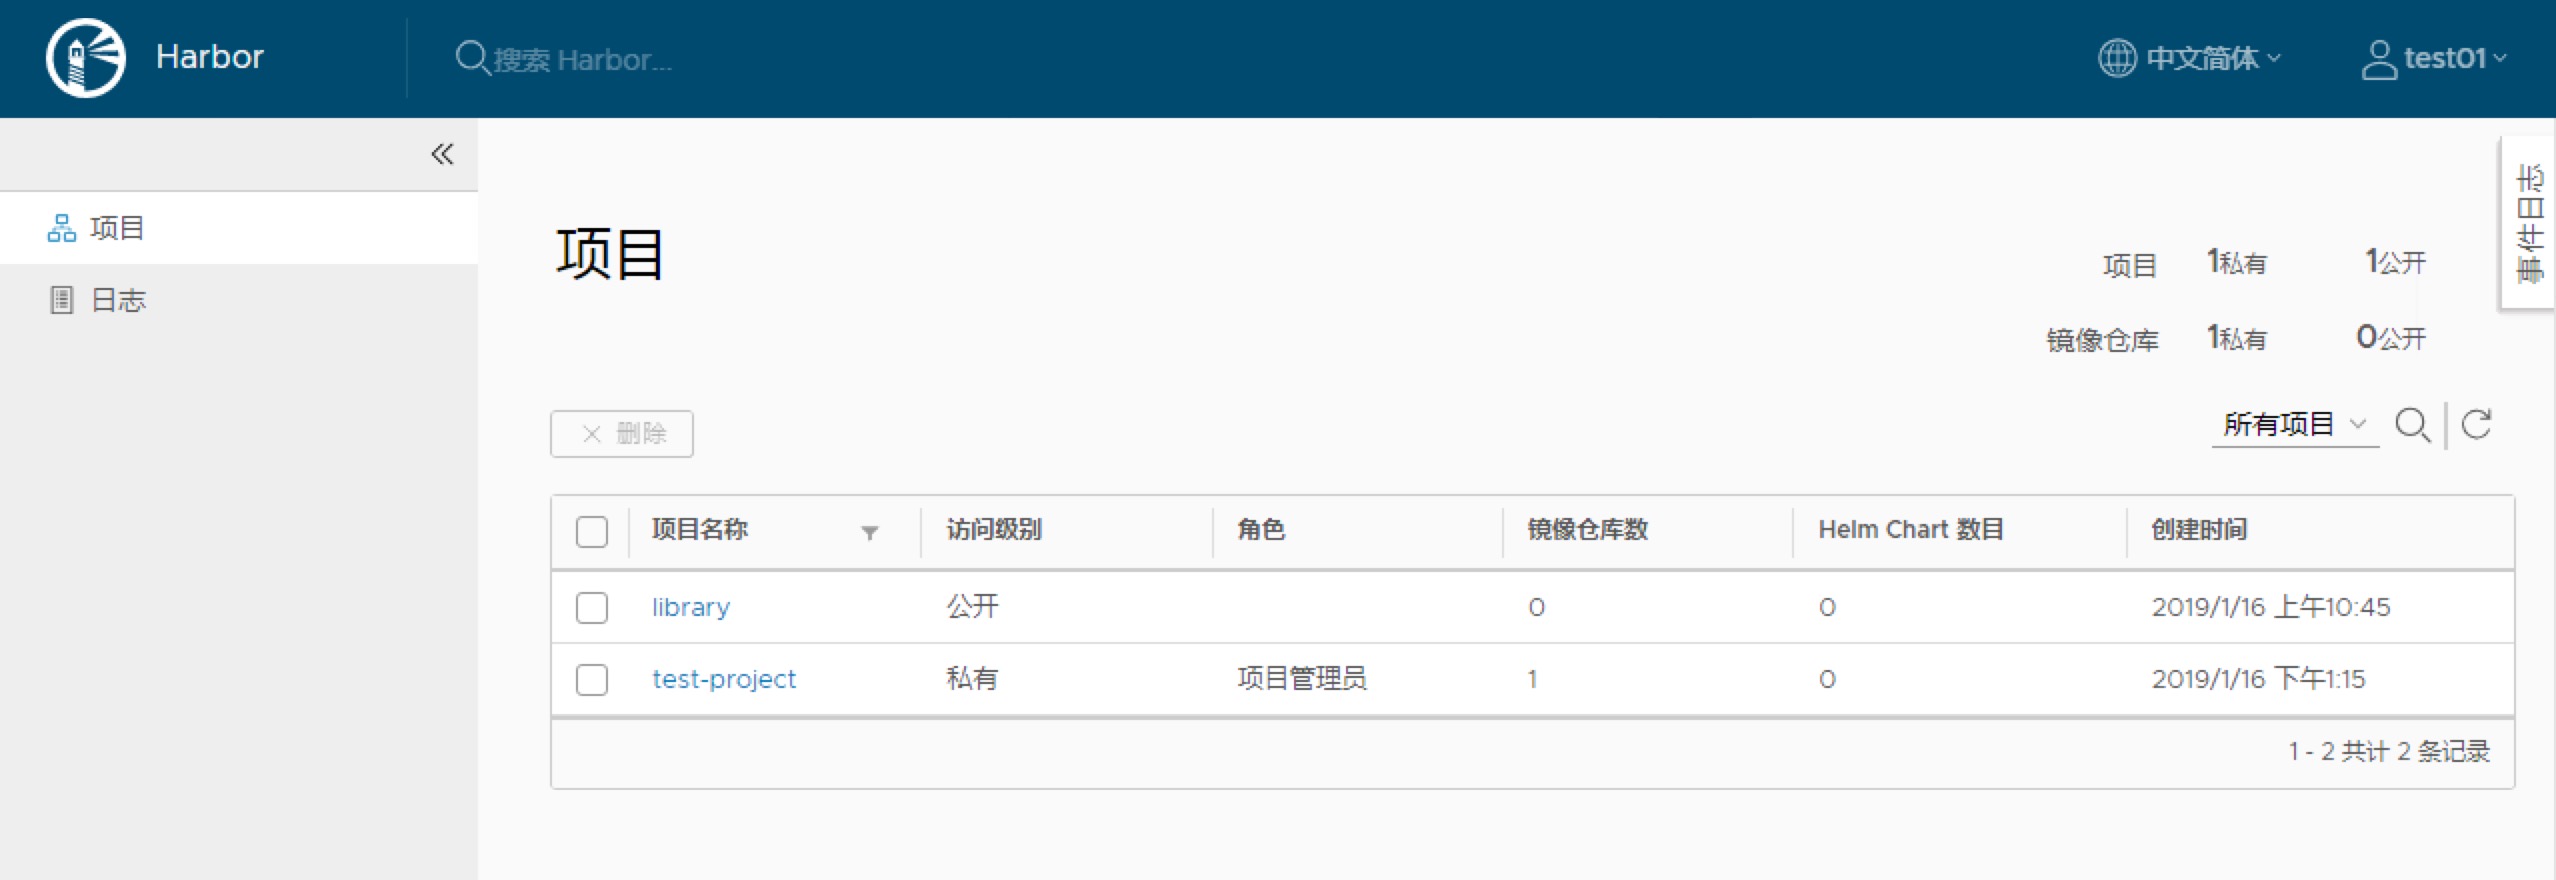 Harbor
搜索 Harbor...
中文简体
test01
项目
日志
事件日志
项目
项目 1私有 1公开
镜像仓库 1私有 0公开
删除
所有项目
项目名称 访问级别 角色 镜像仓库数 Helm Chart 数目 创建时间
library 公开 0 0 2019/1/16 上午10:45
test-project 私有 项目管理员 1 0 2019/1/16 下午1:15
1 - 2 共计 2 条记录